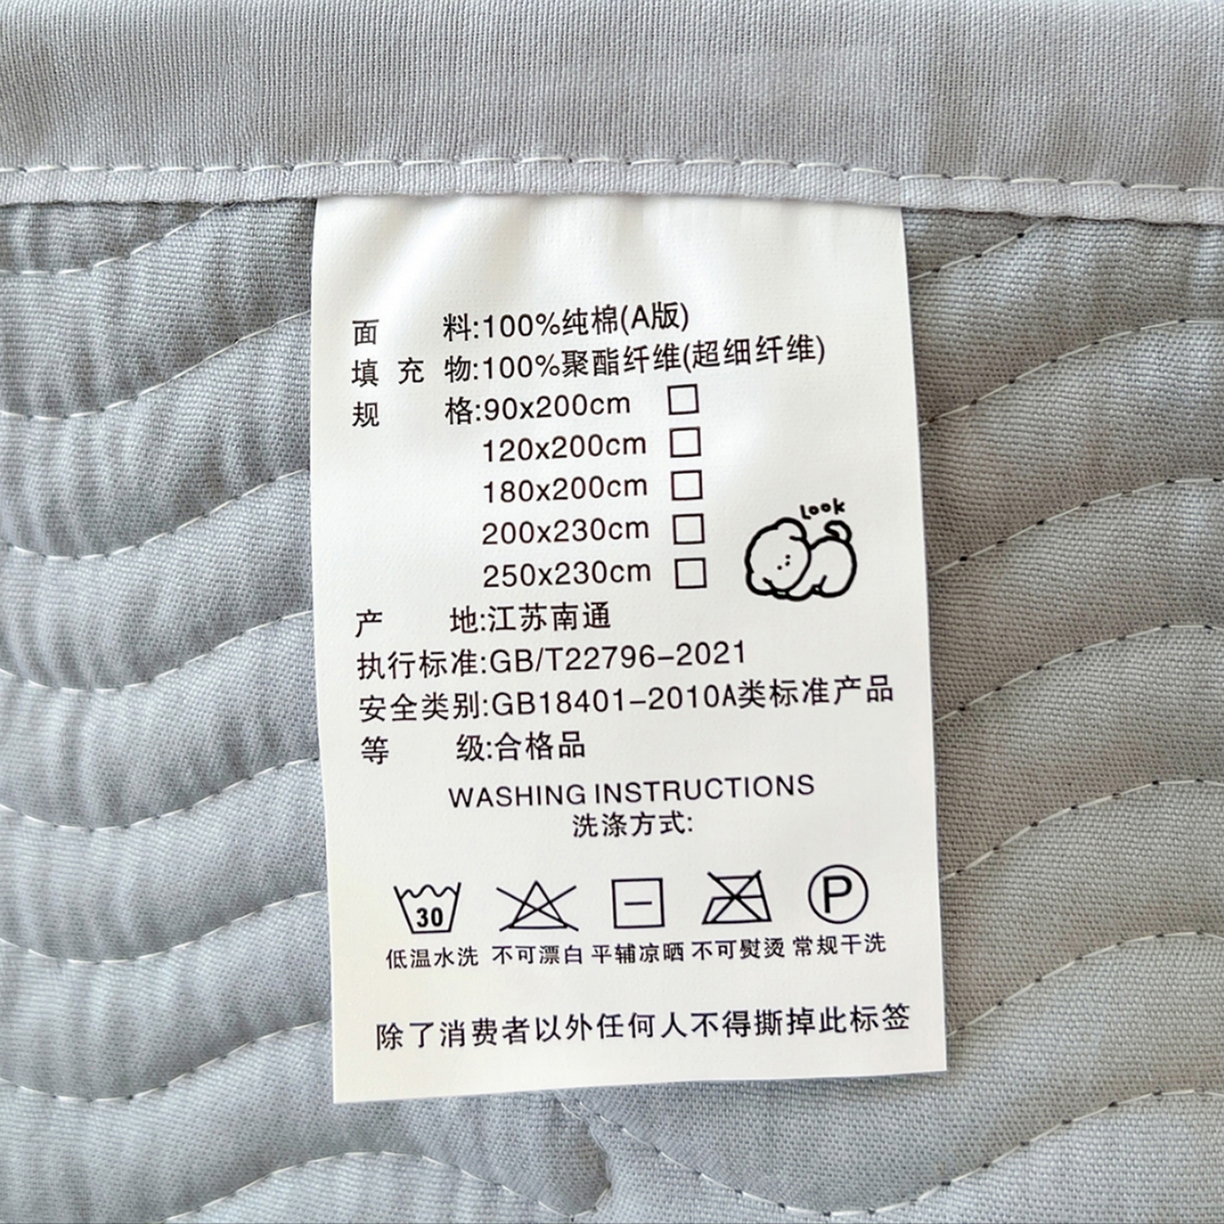 面 料:100%纯棉(A版)
填 充 物:100%聚酯纤维(超细纤维)
规 格:90x200cm □
120x200cm □
180x200cm □
200x230cm □
250x230cm □
Look
产 地:江苏南通
执行标准:GB/T22796-2021
安全类别:GB18401-2010A类标准产品
等 级:合格品
WASHING INSTRUCTIONS
洗涤方式:
30 P
低温水洗 不可漂白 平辅凉晒 不可熨烫 常规干洗
除了消费者以外任何人不得撕掉此标签